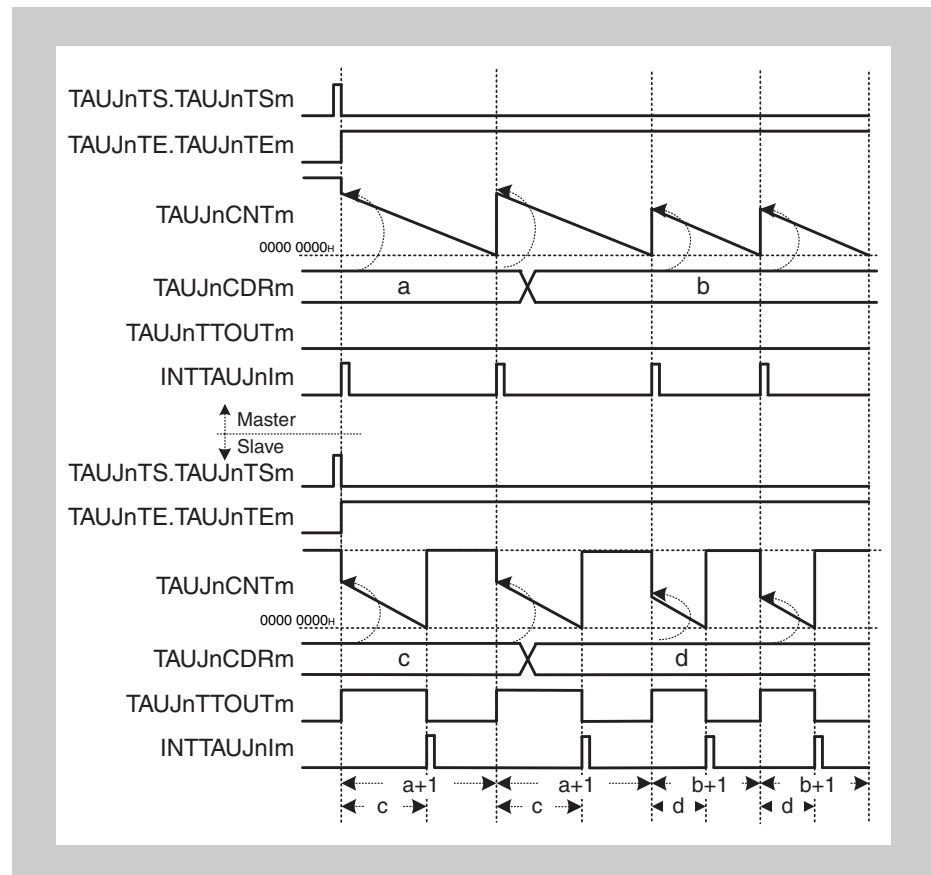 TAUJnTS.TAUJnTSm
TAUJnTE.TAUJnTEm
TAUJnCNTm
0000 0000H
TAUJnCDRm a b
TAUJnTTOUTm
INTTAUJnIm
Master
Slave
TAUJnTS.TAUJnTSm
TAUJnTE.TAUJnTEm
TAUJnCNTm
0000 0000H
TAUJnCDRm c d
TAUJnTTOUTm
INTTAUJnIm
a+1 a+1 b+1 b+1
c c d d